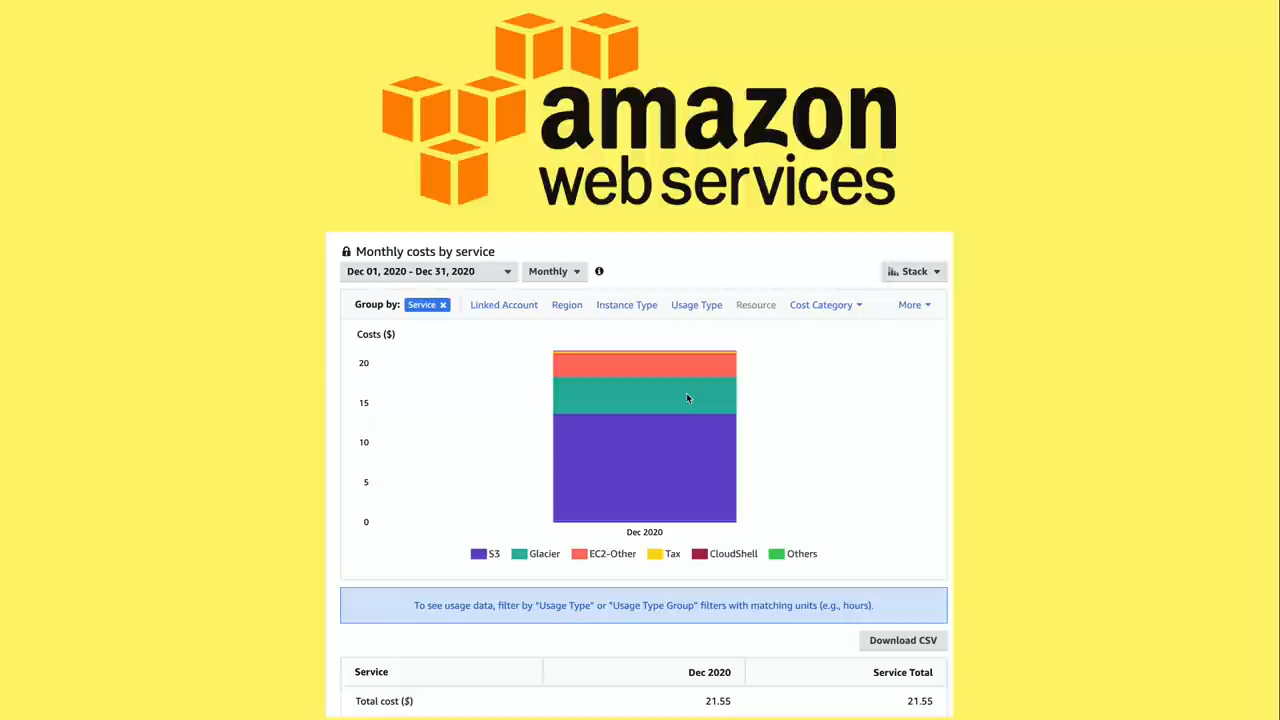 amazon
web services
Monthly costs by service
Dec 01, 2020 - Dec 31, 2020 Monthly Stack
Group by: Service Linked Account Region Instance Type Usage Type Resource Cost Category More
Costs ($)
20
15
10
5
0
Dec 2020
S3 Glacier EC2-Other Tax CloudShell Others
To see usage data, filter by "Usage Type" or "Usage Type Group" filters with matching units (e.g., hours).
Download CSV
Service Dec 2020 Service Total
Total cost ($) 21.55 21.55